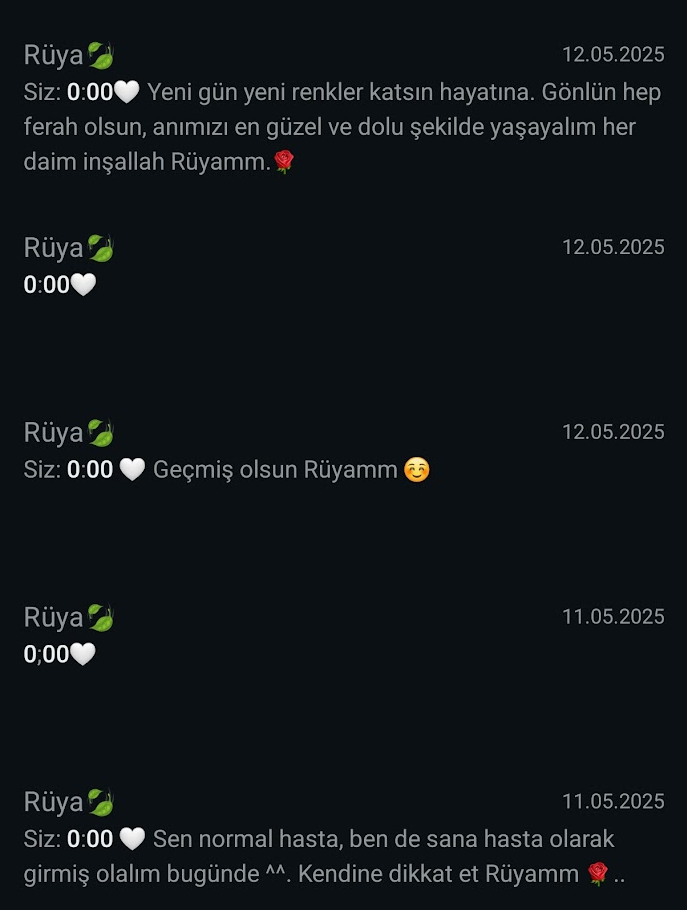 Rüya🍃 12.05.2025
Siz: 0:00🤍 Yeni gün yeni renkler katsın hayatına. Gönlün hep
ferah olsun, anımızı en güzel ve dolu şekilde yaşayalım her
daim inşallah Rüyamm.🌹
Rüya🍃 12.05.2025
0:00🤍
Rüya🍃 12.05.2025
Siz: 0:00 🤍 Geçmiş olsun Rüyamm ☺️
Rüya🍃 11.05.2025
0;00🤍
Rüya🍃 11.05.2025
Siz: 0:00 🤍 Sen normal hasta, ben de sana hasta olarak
girmiş olalım bugünde ^^. Kendine dikkat et Rüyamm 🌹..